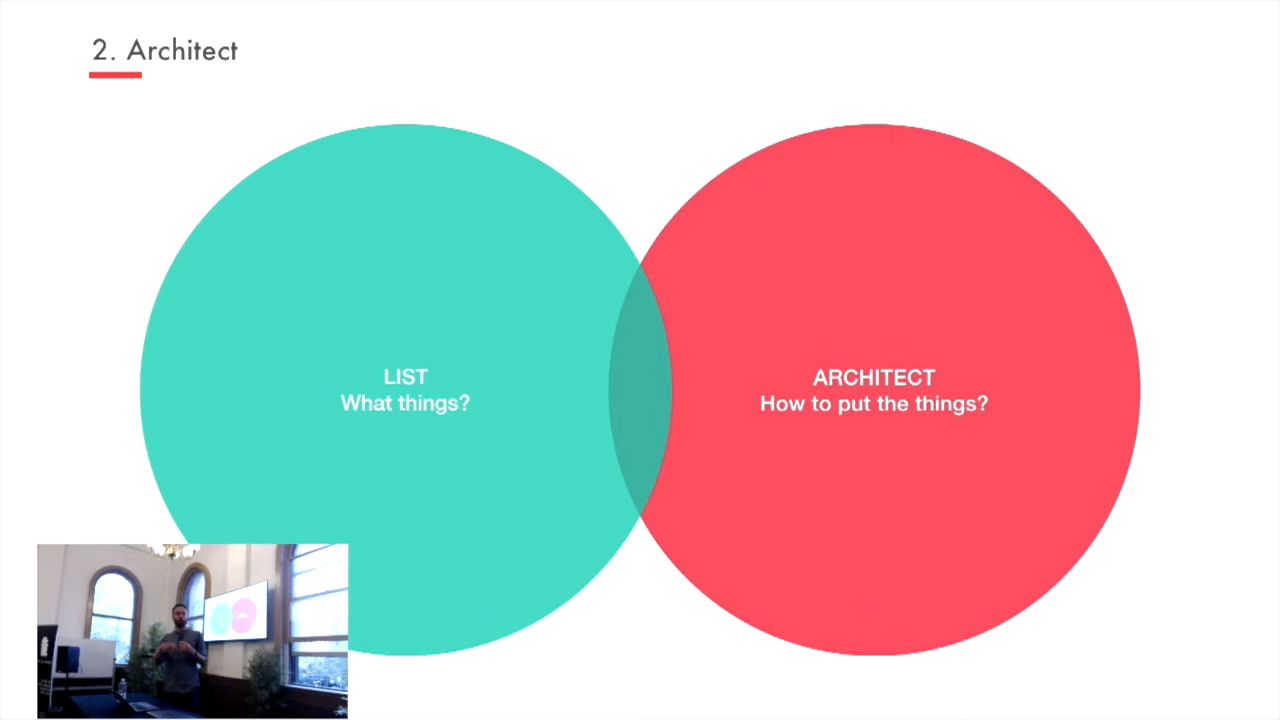 2. Architect
LIST
What things?
ARCHITECT
How to put the things?